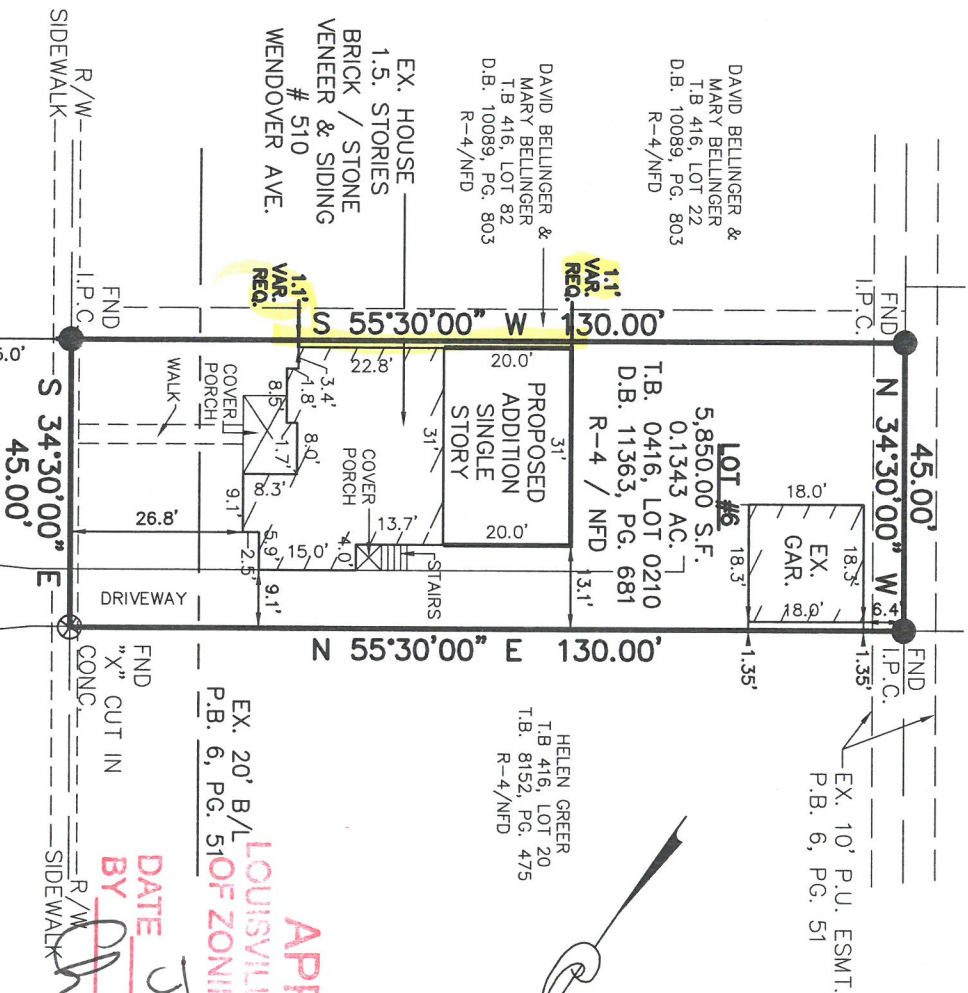 DAVID BELLINGER &
MARY BELLINGER
T.B 416, LOT 22
D.B. 10089, PG. 803
R-4/NFD
DAVID BELLINGER &
MARY BELLINGER
T.B 416, LOT 82
D.B. 10089, PG. 803
R-4/NFD
EX. HOUSE
1.5. STORIES
BRICK / STONE
VENEER & SIDING
# 510
WENDOVER AVE.
R/W
SIDEWALK
FND
I.P.C.
1.1'
VAR.
REQ.
1.1'
VAR.
REQ.
FND
I.P.C.
S 55°30'00" W 130.00'
N 34°30'00" W
45.00'
S 34°30'00" E
45.00'
N 55°30'00" E 130.00'
LOT #6
5,850.00 S.F.
0.1343 AC.
T.B. 0416, LOT 0210
D.B. 11363, PG. 681
R-4 / NFD
PROPOSED
ADDITION
SINGLE
STORY
31'
20.0'
20.0'
31'
22.8'
3.4'
1.8'
8.5'
8.0'
1.7'
8.3'
9.1'
2.5'
5.9'
15.0'
4.0'
13.7'
13.1'
9.1'
26.8'
COVER
PORCH
COVER
PORCH
WALK
STAIRS
DRIVEWAY
EX.
GAR.
18.0'
18.3'
18.3'
18.0'
6.4'
1.35'
1.35'
FND
I.P.C.
FND
"X" CUT IN
CONC.
EX. 10' P.U. ESMT.
P.B. 6, PG. 51
HELEN GREER
T.B 416, LOT 20
T.B. 8152, PG. 475
R-4/NFD
EX. 20' B/L
P.B. 6, PG. 51
R/W
SIDEWALK
OF
DATE
BY